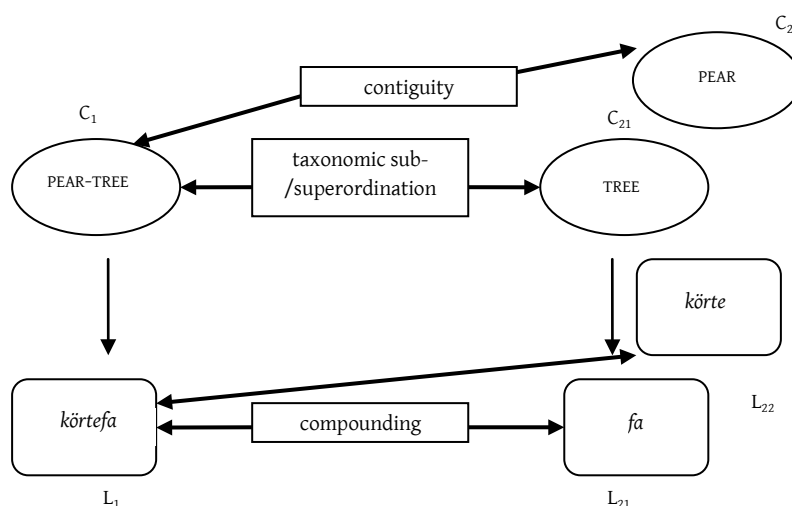 C2
PEAR
contiguity
C1
C21
PEAR-TREE
taxonomic sub-
/superordination
TREE
körte
körtefa
compounding
fa
L22
L1
L21